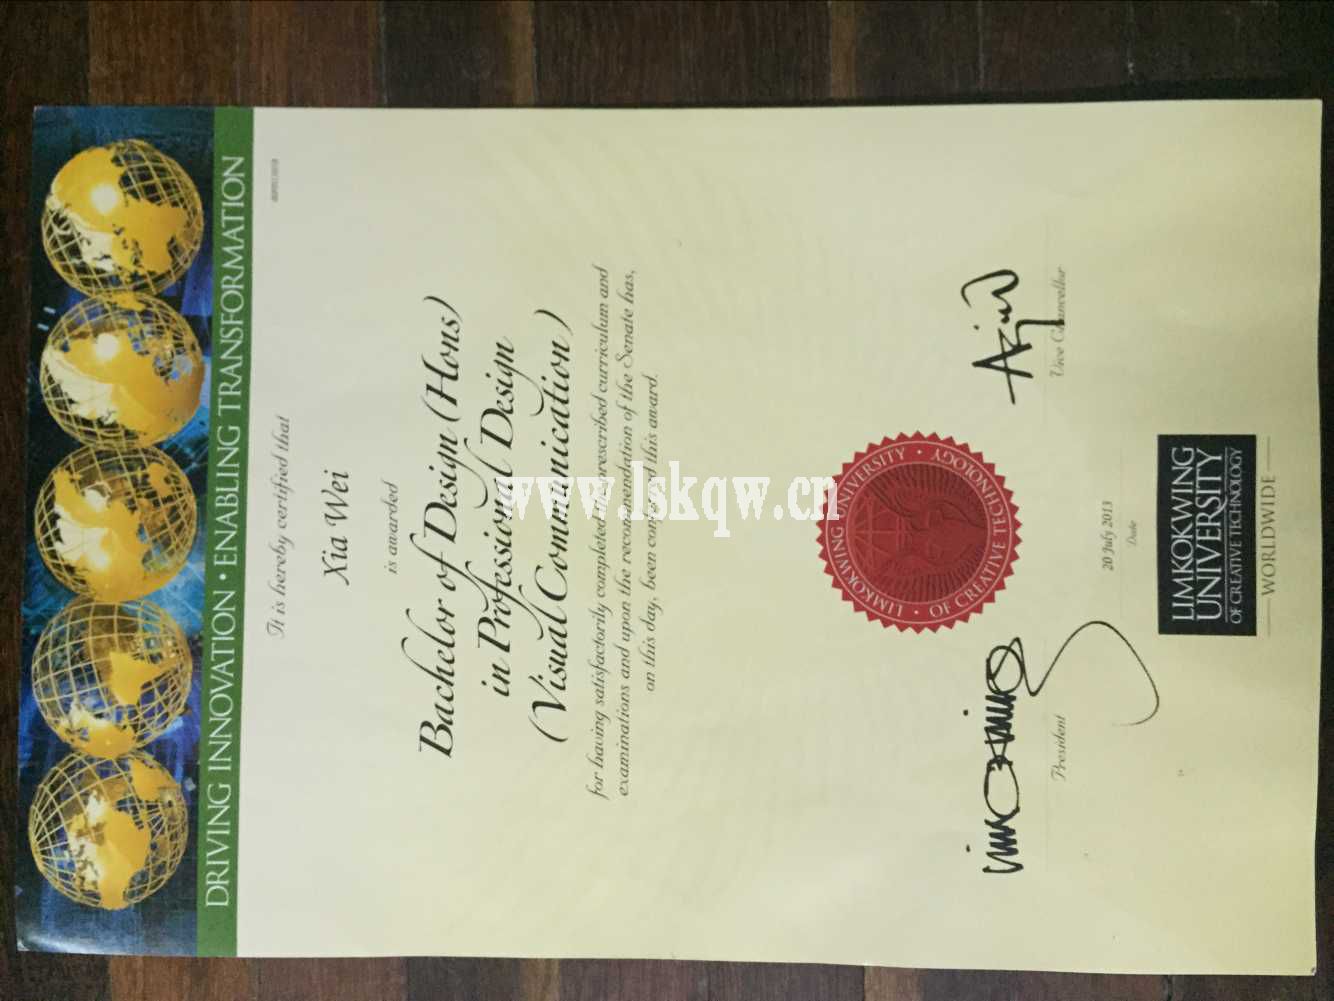 DRIVING INNOVATION • ENABLING TRANSFORMATION
It is hereby certified that
Xia Wei
is awarded
Bachelor of Design (Hons)
in Professional Design
(Visual Communication)
for having satisfactorily completed the prescribed curriculum and
examinations and upon the recommendation of the Senate has,
on this day, been conferred this award.
www.lskqw.cn
LIMKOKWING UNIVERSITY • OF CREATIVE TECHNOLOGY •
President
Vice Chancellor
20 July 2013
Date
LIMKOKWING
UNIVERSITY
OF CREATIVE TECHNOLOGY
WORLDWIDE